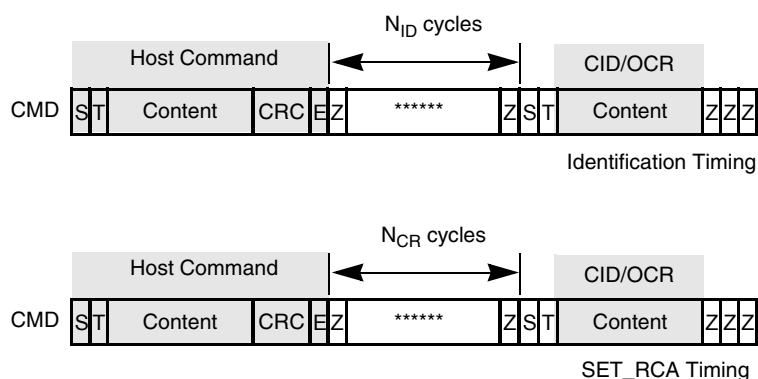 N_ID cycles
Host Command CID/OCR
CMD S T Content CRC E Z ****** Z S T Content Z Z Z
Identification Timing
N_CR cycles
Host Command CID/OCR
CMD S T Content CRC E Z ****** Z S T Content Z Z Z
SET_RCA Timing